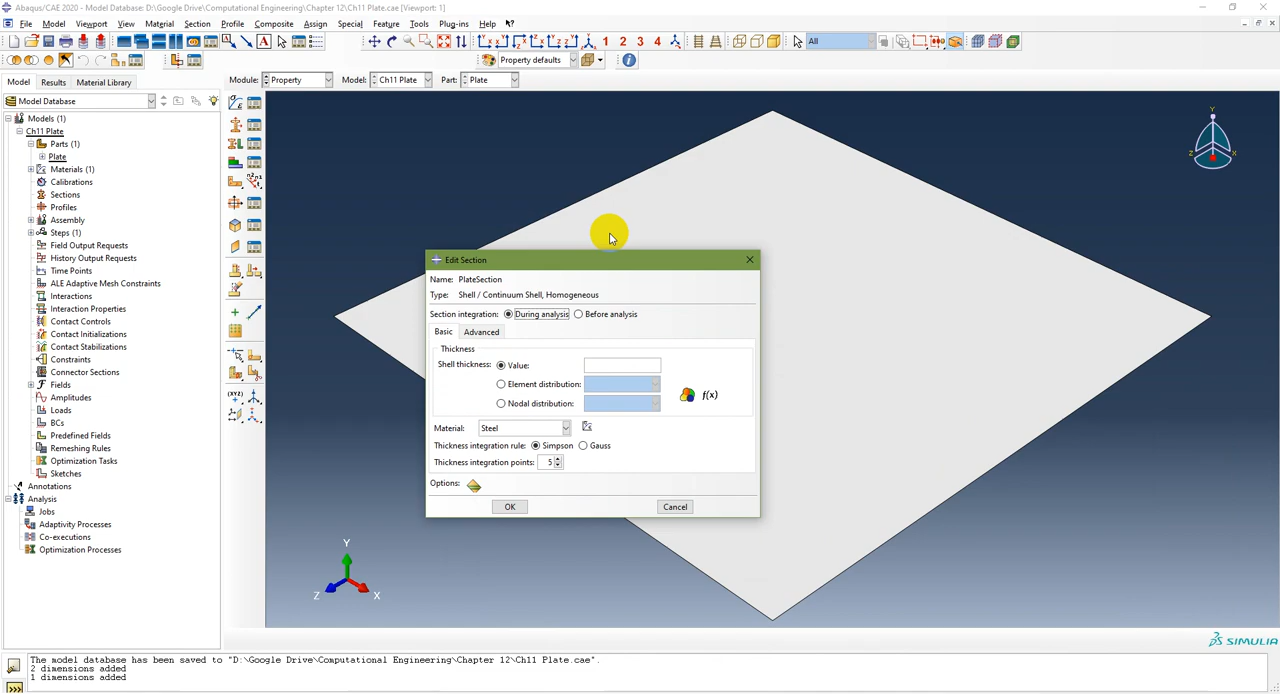 Abaqus/CAE 2020 - Model Database: D:\Google Drive\Computational Engineering\Chapter 12\Ch11 Plate.cae [Viewport: 1]
File Model Viewport View Material Section Profile Composite Assign Special Feature Tools Plug-ins Help
A 1 2 3 4 All
Property defaults
Model Results Material Library Module: Property Model: Ch11 Plate Part: Plate
Model Database
Models (1)
Ch11 Plate
Parts (1)
Plate
Materials (1)
Calibrations
Sections
Profiles
Assembly
Steps (1)
Field Output Requests
History Output Requests
Time Points
ALE Adaptive Mesh Constraints
Interactions
Interaction Properties
Contact Controls
Contact Initializations
Contact Stabilizations
Constraints
Connector Sections
Fields
Amplitudes
Loads
BCs
Predefined Fields
Remeshing Rules
Optimization Tasks
Sketches
Annotations
Analysis
Jobs
Adaptivity Processes
Co-executions
Optimization Processes
(XYZ)
Y
Z X
Edit Section
Name: PlateSection
Type: Shell / Continuum Shell, Homogeneous
Section integration: During analysis Before analysis
Basic Advanced
Thickness
Shell thickness: Value:
Element distribution:
f(x)
Nodal distribution:
Material: Steel
Thickness integration rule: Simpson Gauss
Thickness integration points: 5
Options:
OK Cancel
Y
Z X
SIMULIA
The model database has been saved to "D:\Google Drive\Computational Engineering\Chapter 12\Ch11 Plate.cae".
2 dimensions added
1 dimensions added
>>>